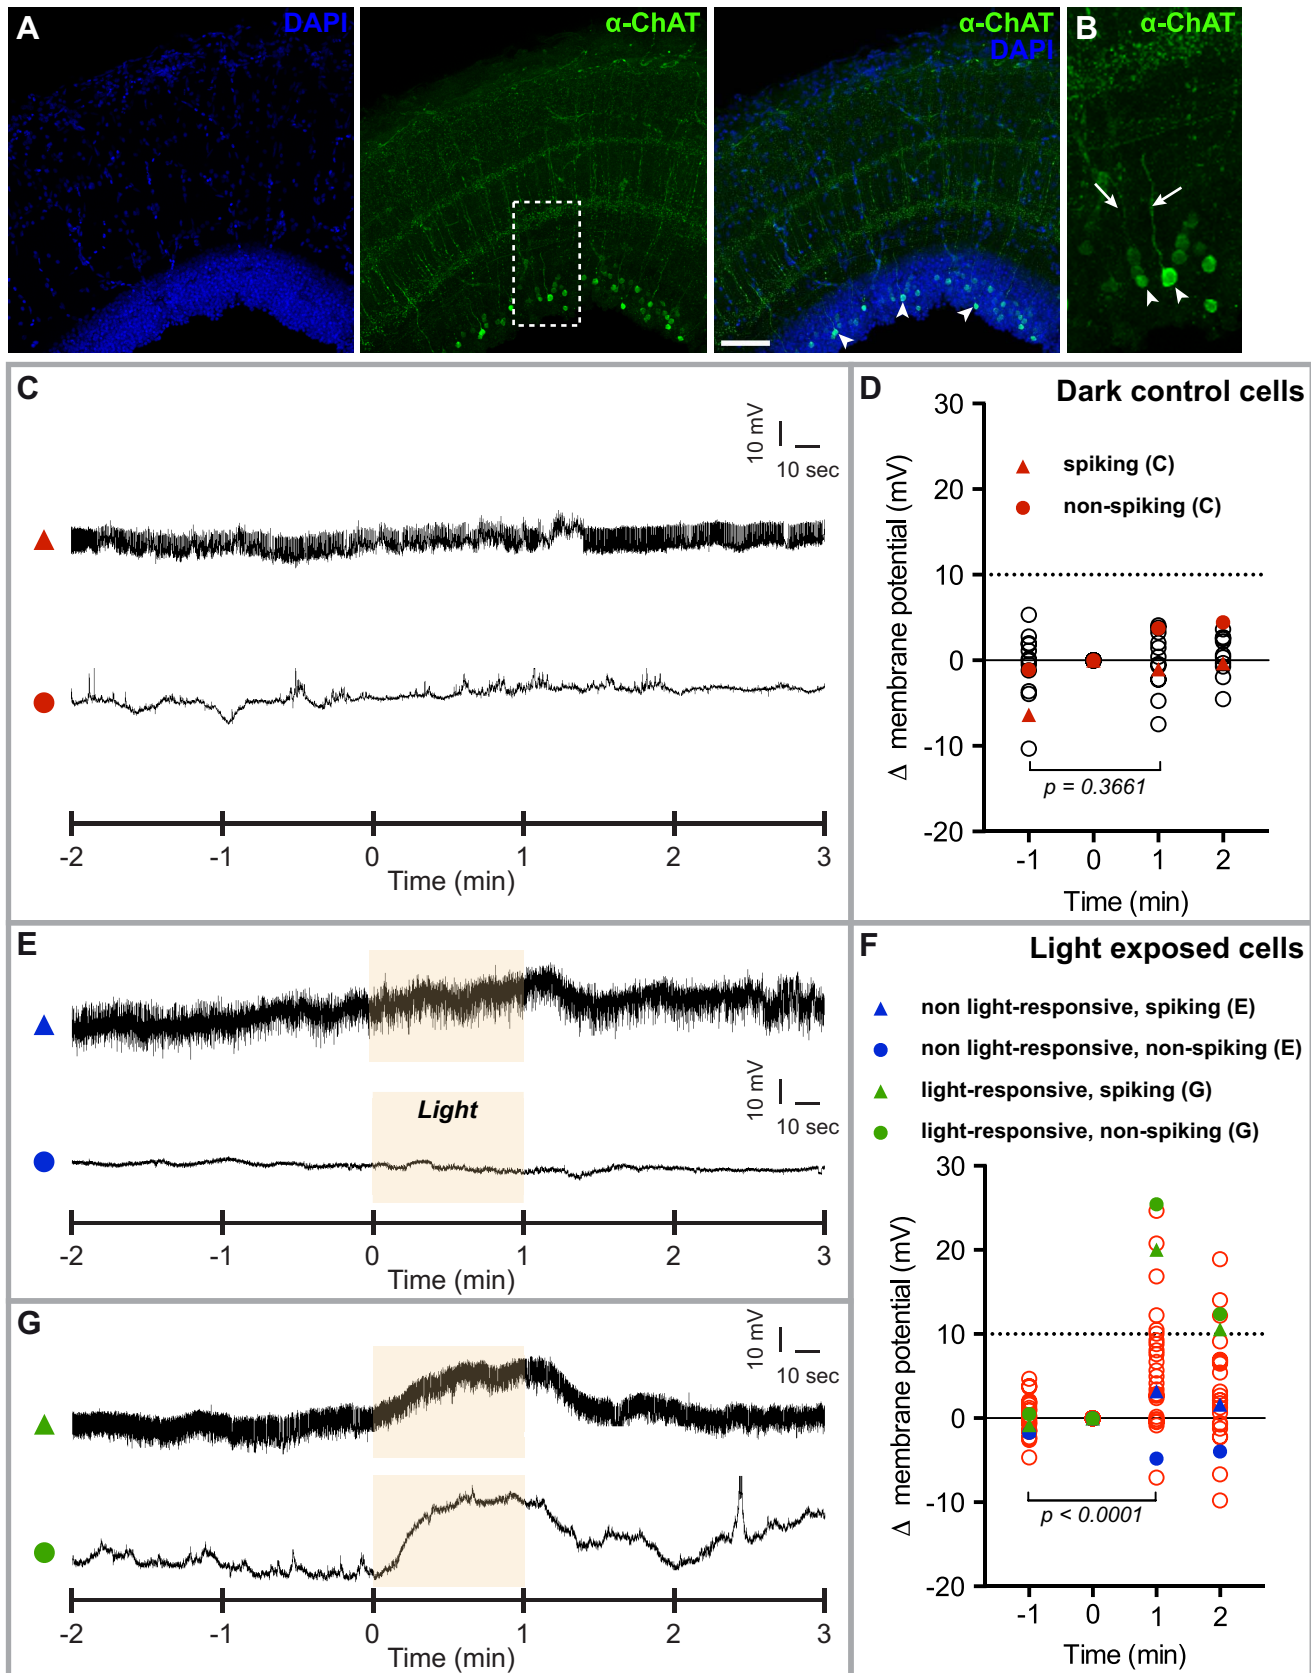 A
DAPI
α-ChAT
α-ChAT
DAPI
B
α-ChAT
C
10 mV
10 sec
-2 -1 0 1 2 3
Time (min)
D
Dark control cells
spiking (C)
non-spiking (C)
Δ membrane potential (mV)
30
20
10
0
-10
-20
p = 0.3661
-1 0 1 2
Time (min)
E
Light
10 mV
10 sec
-2 -1 0 1 2 3
Time (min)
F
Light exposed cells
non light-responsive, spiking (E)
non light-responsive, non-spiking (E)
light-responsive, spiking (G)
light-responsive, non-spiking (G)
Δ membrane potential (mV)
30
20
10
0
-10
-20
p < 0.0001
-1 0 1 2
Time (min)
G
10 mV
10 sec
-2 -1 0 1 2 3
Time (min)